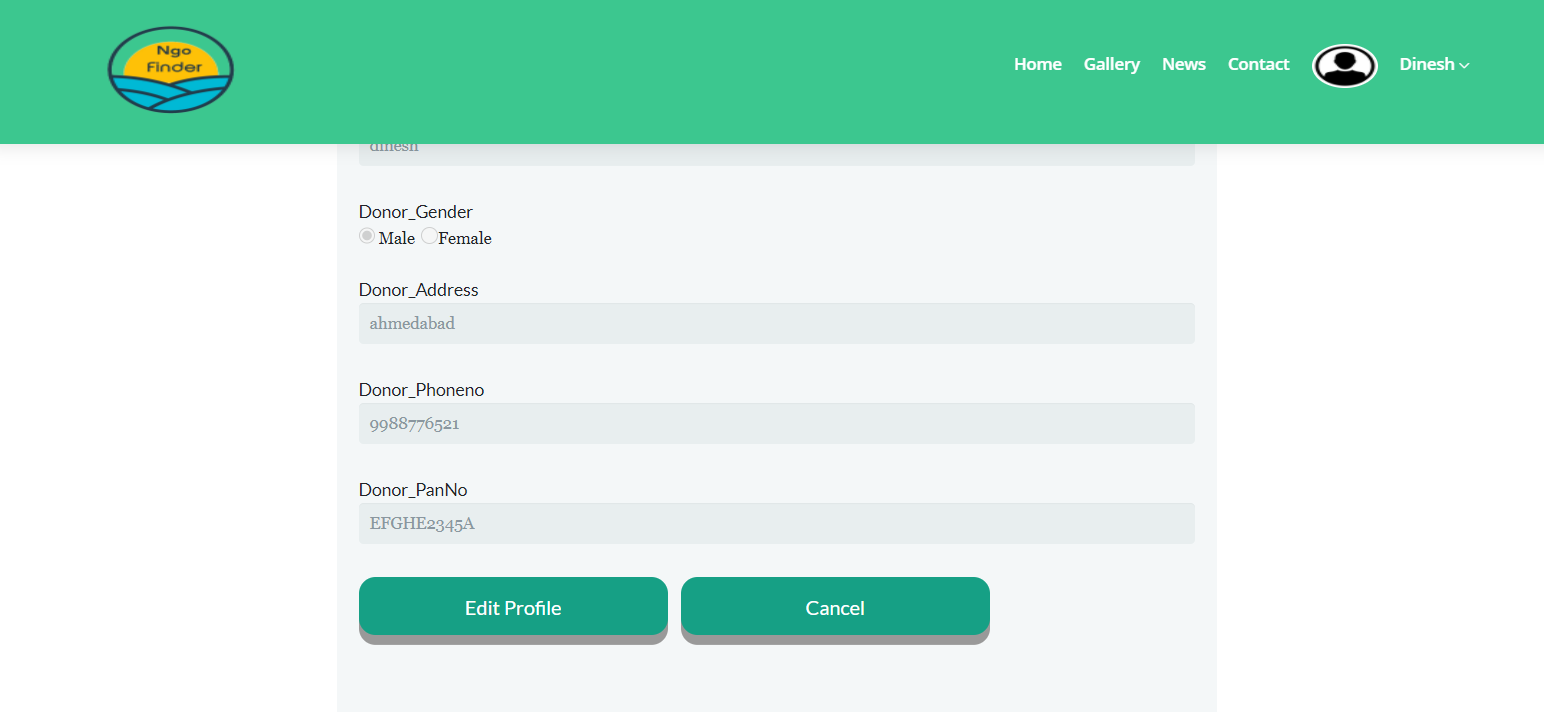 Ngo
Finder
Home Gallery News Contact Dinesh
dinesh
Donor_Gender
Male Female
Donor_Address
ahmedabad
Donor_Phoneno
9988776521
Donor_PanNo
EFGHE2345A
Edit Profile Cancel